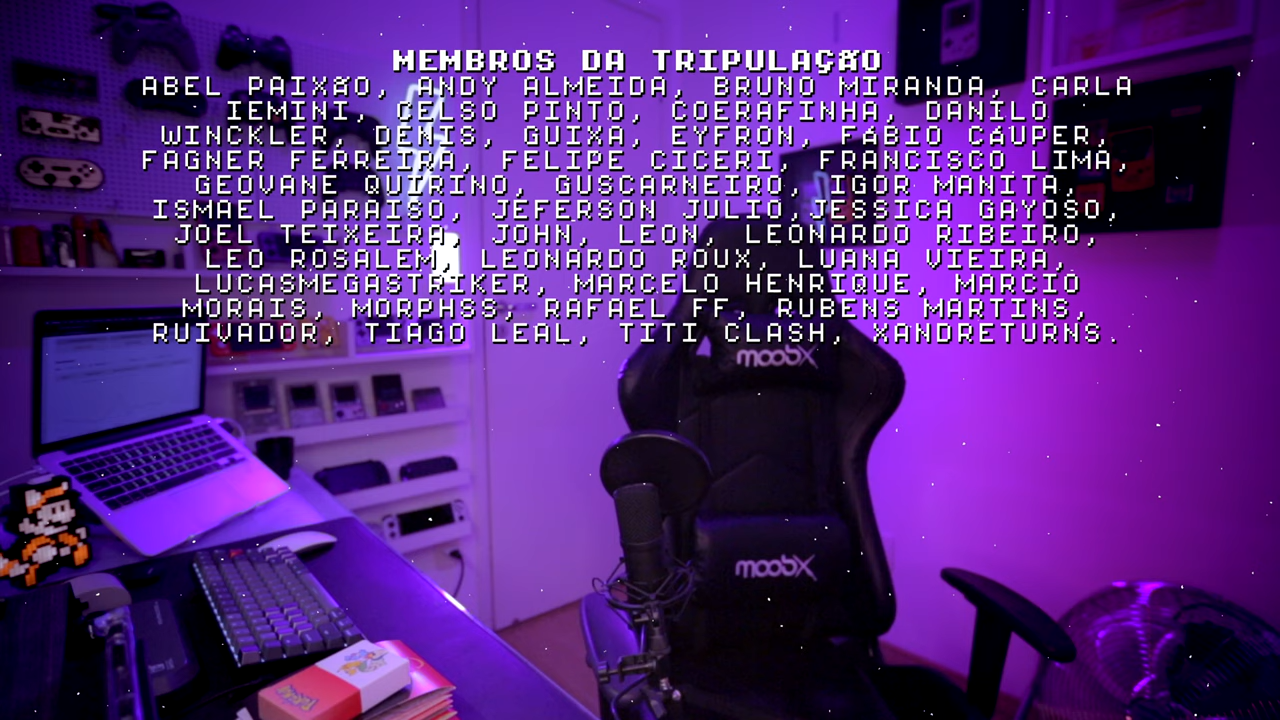 MEMBROS DA TRIPULAÇÃO
ABEL PAIXÃO, ANDY ALMEIDA, BRUNO MIRANDA, CARLA
IEMINI, CELSO PINTO, COERAFINHA, DANILO
WINCKLER, DENIS, GUIXA, EYFRON, FÁBIO CÁUPER,
FAGNER FERREIRA, FELIPE CICERI, FRANCISCO LIMA,
GEOVANE QUIRINO, GUSCARNEIRO, IGOR MANITA,
ISMAEL PARAISO, JEFERSON JULIO,JESSICA GAYOSO,
JOEL TEIXEIRA, JOHN, LEON, LEONARDO RIBEIRO,
LEO ROSALEM, LEONARDO ROUX, LUANA VIEIRA,
LUCASMEGASTRIKER, MARCELO HENRIQUE, MARCIO
MORAIS, MORPHSS, RAFAEL FF, RUBENS MARTINS,
RUIVADOR, TIAGO LEAL, TITI CLASH, XANDRETURNS.
moobX
moobX